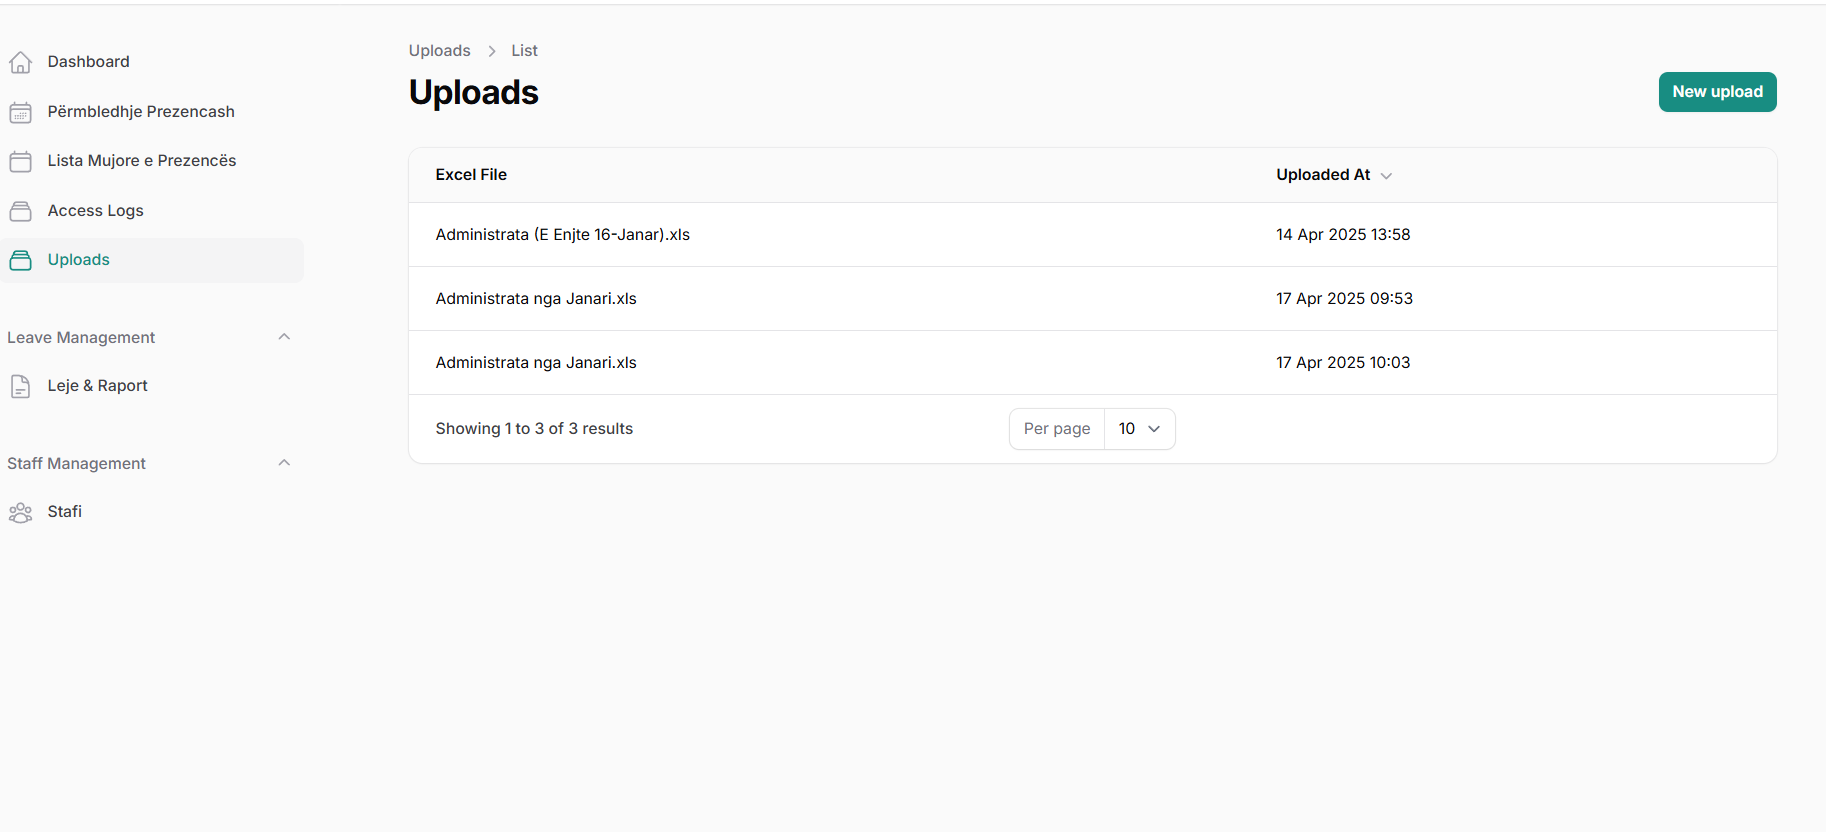 Dashboard
Përmbledhje Prezencash
Lista Mujore e Prezencës
Access Logs
Uploads
Leave Management
Leje & Raport
Staff Management
Stafi
Uploads > List
Uploads
New upload
Excel File Uploaded At
Administrata (E Enjte 16-Janar).xls 14 Apr 2025 13:58
Administrata nga Janari.xls 17 Apr 2025 09:53
Administrata nga Janari.xls 17 Apr 2025 10:03
Showing 1 to 3 of 3 results Per page 10